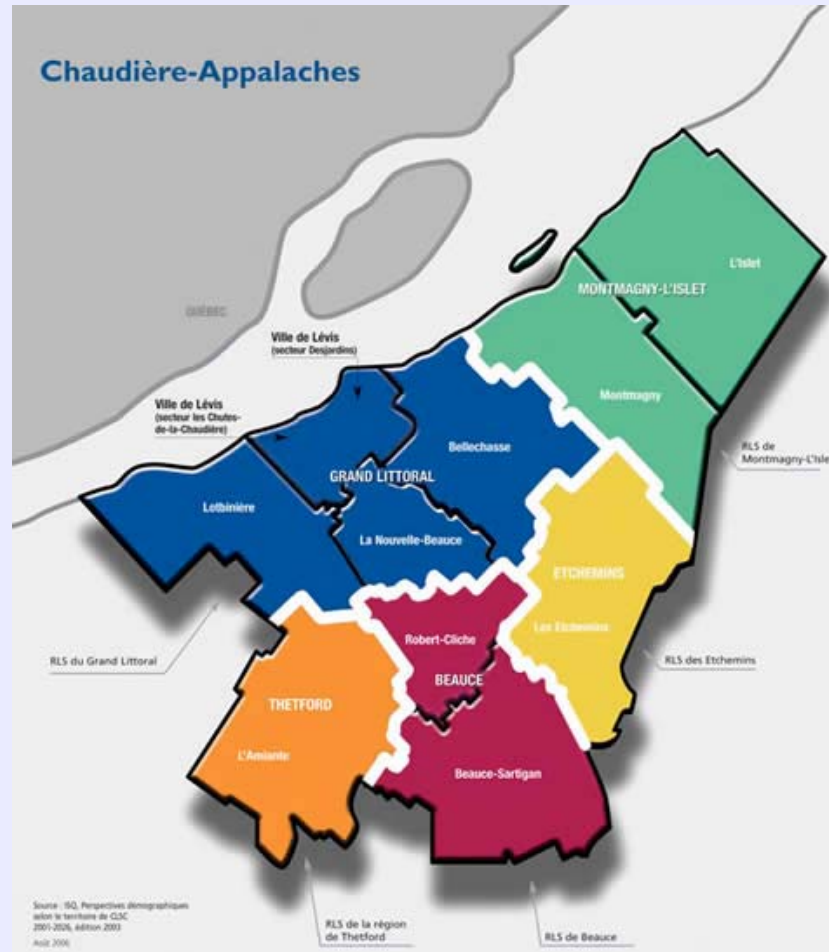 Chaudière-Appalaches
L'Islet
MONTMAGNY-L'ISLET
QUÉBEC
Ville de Lévis
(secteur Desjardins)
Montmagny
Ville de Lévis
(secteur les Chutes-
de-la-Chaudière)
Bellechasse
RLS de
Montmagny-L'Isle
GRAND LITTORAL
Lotbinière
La Nouvelle-Beauce
ETCHEMINS
Les Etchemins
Robert-Cliche
RLS du Grand Littoral
RLS des Etchemins
BEAUCE
THETFORD
L'Amiante
Beauce-Sartigan
Source : ISQ, Perspectives démographiques
selon le territoire de CLSC
2001-2026, édition 2003
Août 2006
RLS de la région
de Thetford
RLS de Beauce